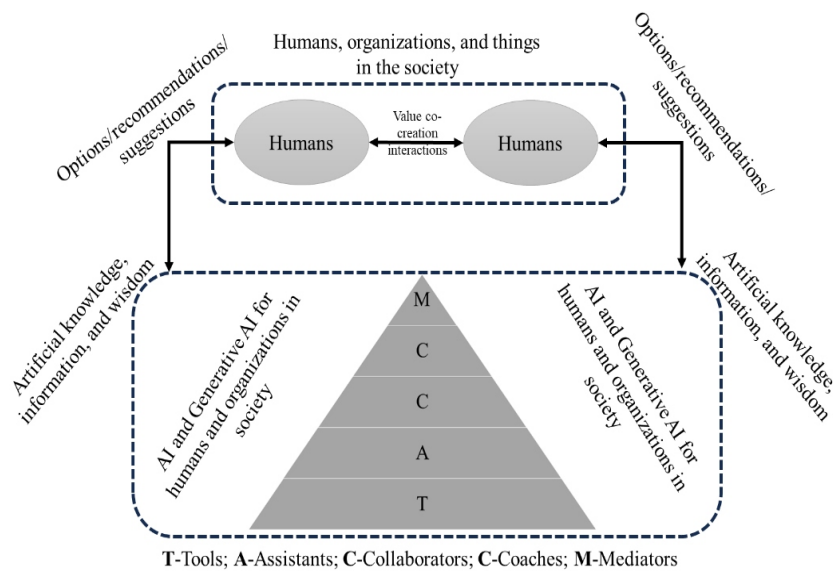 Humans, organizations, and things
in the society
Options/recommendations/
suggestions
Options/recommendations/
suggestions
Humans
Value co-
creation
interactions
Humans
Artificial knowledge,
information, and wisdom
Artificial knowledge,
information, and wisdom
AI and Generative AI for
humans and organizations in
society
M
C
C
A
T
AI and Generative AI for
humans and organizations in
society
T-Tools; A-Assistants; C-Collaborators; C-Coaches; M-Mediators